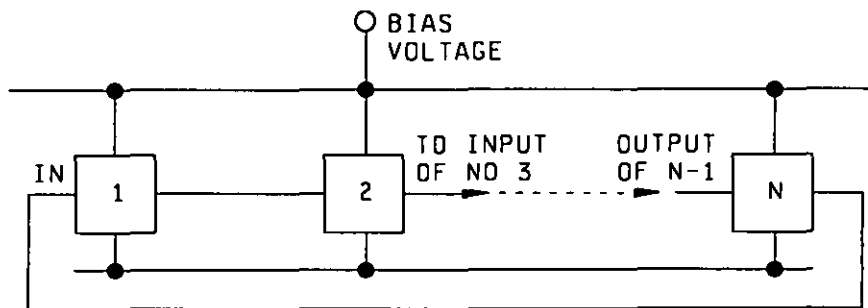 BIAS
VOLTAGE
TO INPUT
OF NO 3
OUTPUT
OF N-1
IN
1
2
N